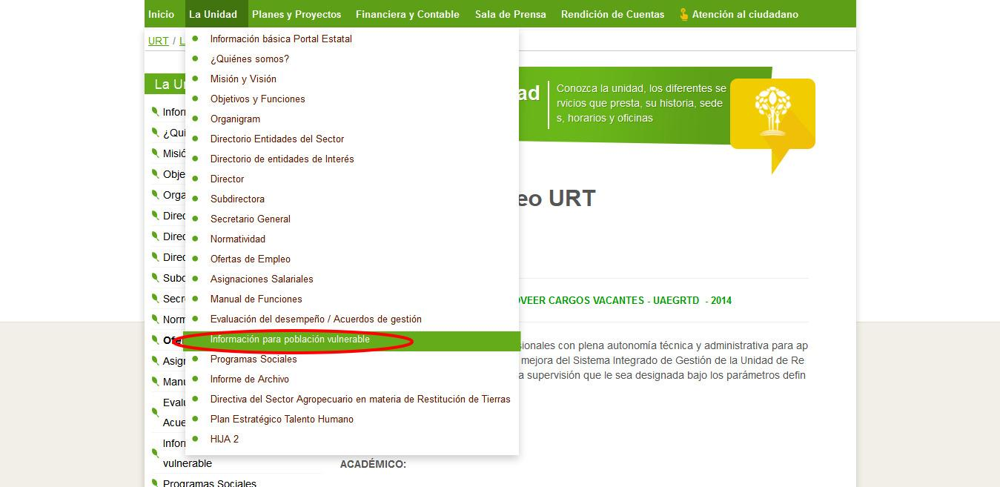 Inicio La Unidad Planes y Proyectos Financiera y Contable Sala de Prensa Rendición de Cuentas Atención al ciudadano
URT / L
Información básica Portal Estatal
¿Quiénes somos?
Misión y Visión
Objetivos y Funciones
Organigram
Directorio Entidades del Sector
Directorio de entidades de Interés
Director
Subdirectora
Secretario General
Normatividad
Ofertas de Empleo
Asignaciones Salariales
Manual de Funciones
Evaluación del desempeño / Acuerdos de gestión
Información para población vulnerable
Programas Sociales
Informe de Archivo
Directiva del Sector Agropecuario en materia de Restitución de Tierras
Plan Estratégico Talento Humano
HIJA 2
La Un
Infor
¿Qui
Misió
Obje
Orga
Direc
Direc
Direc
Subd
Secre
Norm
Ofe
Asig
Manu
Evalu
Acue
Infor
vulnerable
Programas Sociales
ad
Conozca la unidad, los diferentes se
rvicios que presta, su historia, sede
s, horarios y oficinas
eo URT
OVEER CARGOS VACANTES - UAEGRTD - 2014
sionales con plena autonomía técnica y administrativa para ap
mejora del Sistema Integrado de Gestión de la Unidad de Re
a supervisión que le sea designada bajo los parámetros defin
ACADÉMICO: